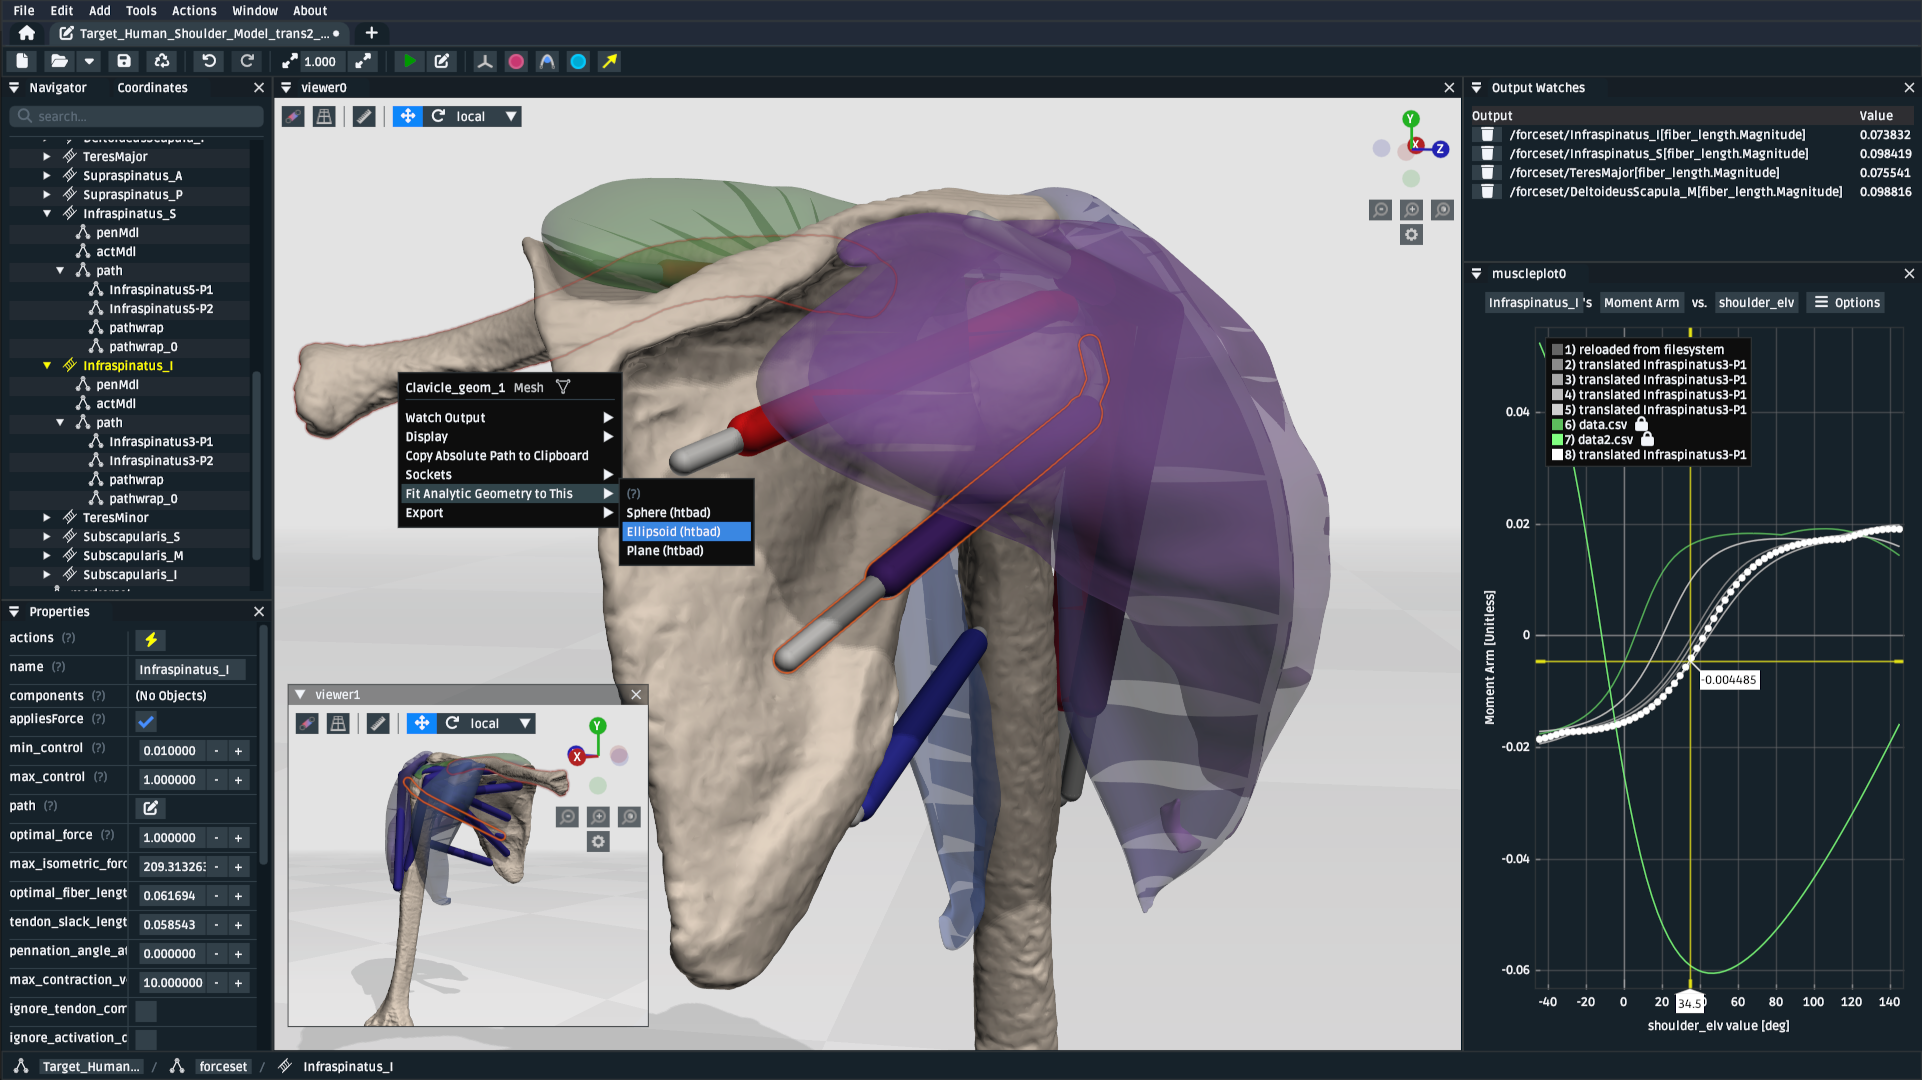 File Edit Add Tools Actions Window About
Target_Human_Shoulder_Model_trans2_...
1.000
Navigator Coordinates
search...
TeresMajor
Supraspinatus_A
Supraspinatus_P
Infraspinatus_S
penMdl
actMdl
path
Infraspinatus5-P1
Infraspinatus5-P2
pathwrap
pathwrap_0
Infraspinatus_I
penMdl
actMdl
path
Infraspinatus3-P1
Infraspinatus3-P2
pathwrap
pathwrap_0
TeresMinor
Subscapularis_S
Subscapularis_M
Subscapularis_I
Properties
actions (?)
name (?) Infraspinatus_I
components (?) (No Objects)
appliesForce (?)
min_control (?) 0.010000 - +
max_control (?) 1.000000 - +
path (?)
optimal_force (?) 1.000000 - +
max_isometric_forc 209.31326 - +
optimal_fiber_lengt 0.061694 - +
tendon_slack_lengt 0.058543 - +
pennation_angle_at 0.000000 - +
max_contraction_v 10.000000 - +
ignore_tendon_com
ignore_activation_d
viewer0
local
Y
X
Z
Clavicle_geom_1 Mesh
Watch Output
Display
Copy Absolute Path to Clipboard
Sockets
Fit Analytic Geometry to This
Export
(?)
Sphere (htbad)
Ellipsoid (htbad)
Plane (htbad)
viewer1
local
Y
X
Output Watches
Output Value
/forceset/Infraspinatus_I[fiber_length.Magnitude] 0.073832
/forceset/Infraspinatus_S[fiber_length.Magnitude] 0.098419
/forceset/TeresMajor[fiber_length.Magnitude] 0.075541
/forceset/DeltoideusScapula_M[fiber_length.Magnitude] 0.098816
muscleplot0
Infraspinatus_I 's Moment Arm vs. shoulder_elv Options
1) reloaded from filesystem
2) translated Infraspinatus3-P1
3) translated Infraspinatus3-P1
4) translated Infraspinatus3-P1
5) translated Infraspinatus3-P1
6) data.csv
7) data2.csv
8) translated Infraspinatus3-P1
0.04
0.02
0
-0.02
-0.04
-0.06
Moment Arm [Unitless]
-0.004485
-40 -20 0 20 34.5 60 80 100 120 140
shoulder_elv value [deg]
Target_Human... / forceset / Infraspinatus_I